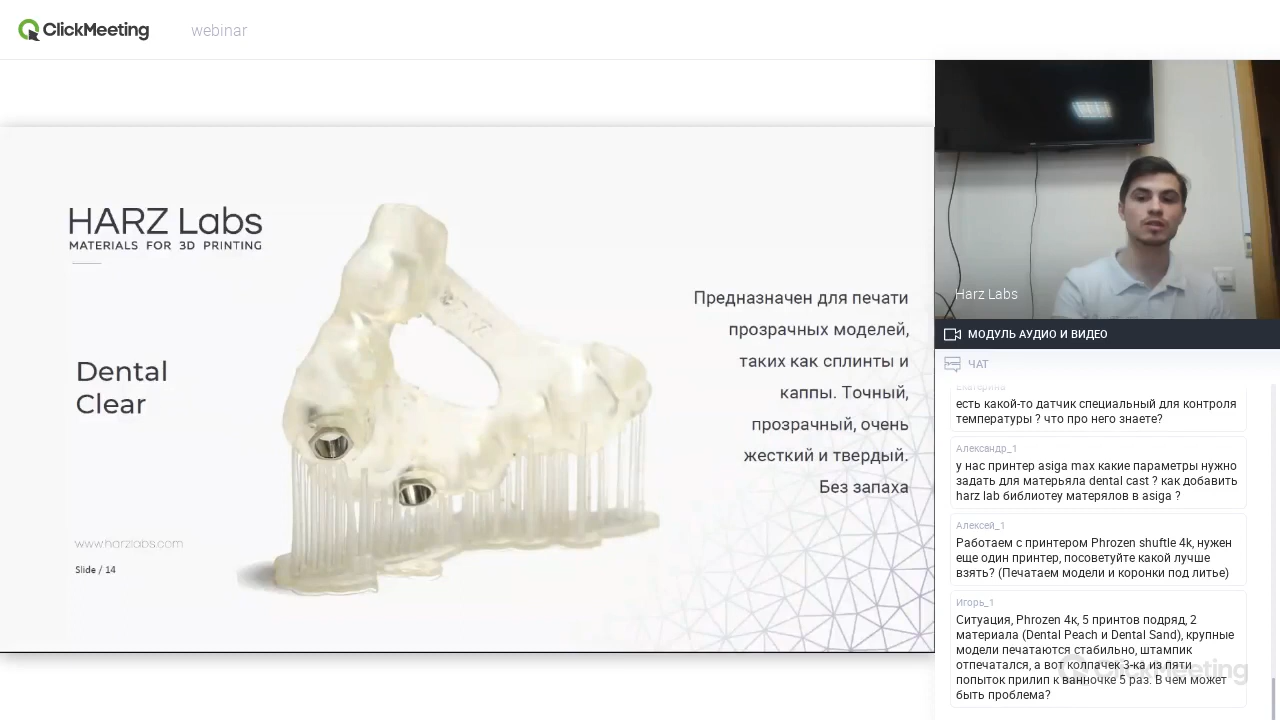 ClickMeeting
webinar
HARZ Labs
MATERIALS FOR 3D PRINTING
Dental
Clear
www.harzlabs.com
Slide / 14
Предназначен для печати
прозрачных моделей,
таких как сплинты и
каппы. Точный,
прозрачный, очень
жесткий и твердый.
Без запаха
Harz Labs
МОДУЛЬ АУДИО И ВИДЕО
ЧАТ
Екатерина
есть какой-то датчик специальный для контроля
температуры ? что про него знаете?
Александр_1
у нас принтер asiga max какие параметры нужно
задать для матерьяла dental cast ? как добавить
harz lab библиотеу матерялов в asiga ?
Алексей_1
Работаем с принтером Phrozen shuftle 4k, нужен
еще один принтер, посоветуйте какой лучше
взять? (Печатаем модели и коронки под литье)
Игорь_1
Ситуация, Phrozen 4к, 5 принтов подряд, 2
материала (Dental Peach и Dental Sand), крупные
модели печатаются стабильно, штампик
отпечатался, а вот колпачек 3-ка из пяти
попыток прилип к ванночке 5 раз. В чем может
быть проблема?
ClickMeeting